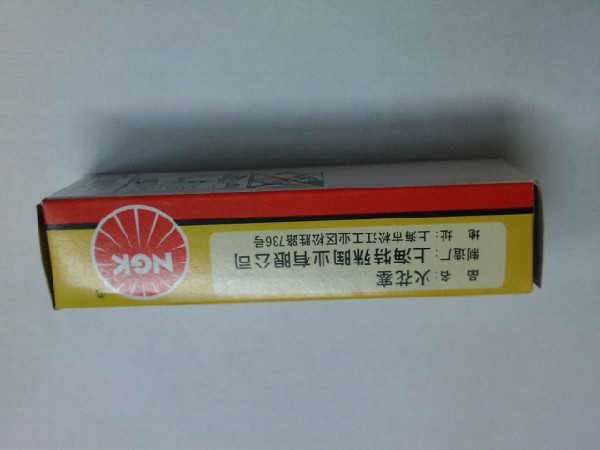 品 名：火花塞
制造厂：上海特殊陶业有限公司
地 址：上海市松江工业区松胜路736号
NGK
®